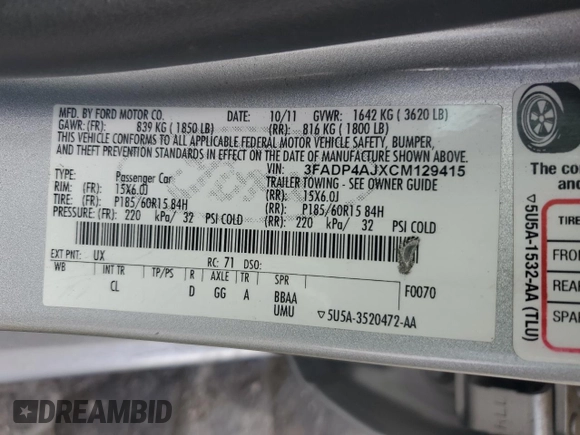 MFD. BY FORD MOTOR CO.
DATE: 10/11 GVWR: 1642 KG ( 3620 LB)
GAWR: (FR): 839 KG ( 1850 LB) (RR): 816 KG ( 1800 LB)
THIS VEHICLE CONFORMS TO ALL APPLICABLE FEDERAL MOTOR VEHICLE SAFETY, BUMPER,
AND THEFT PREVENTION STANDARDS IN EFFECT ON THE DATE OF MANUFACTURE SHOWN ABOVE.
VIN: 3FADP4AJXCM129415
TYPE: Passenger Car TRAILER TOWING - SEE OWNER GUIDE
RIM: (FR): 15X6.0J (RR): 15X6.0J
TIRE: (FR): P185/60R15 84H (RR): P185/60R15 84H
PRESSURE: (FR): 220 kPa/ 32 PSI COLD (RR): 220 kPa/ 32 PSI COLD
EXT PNT: UX RC: 71 DSO:
WB INT TR TP/PS R AXLE TR SPR F0070
CL D GG A BBAA
UMU ▽5U5A-3520472-AA
▽5U5A-1532-AA (TLU)
The co
and
TIRE
FRO
REAR
SPA
DREAMBID